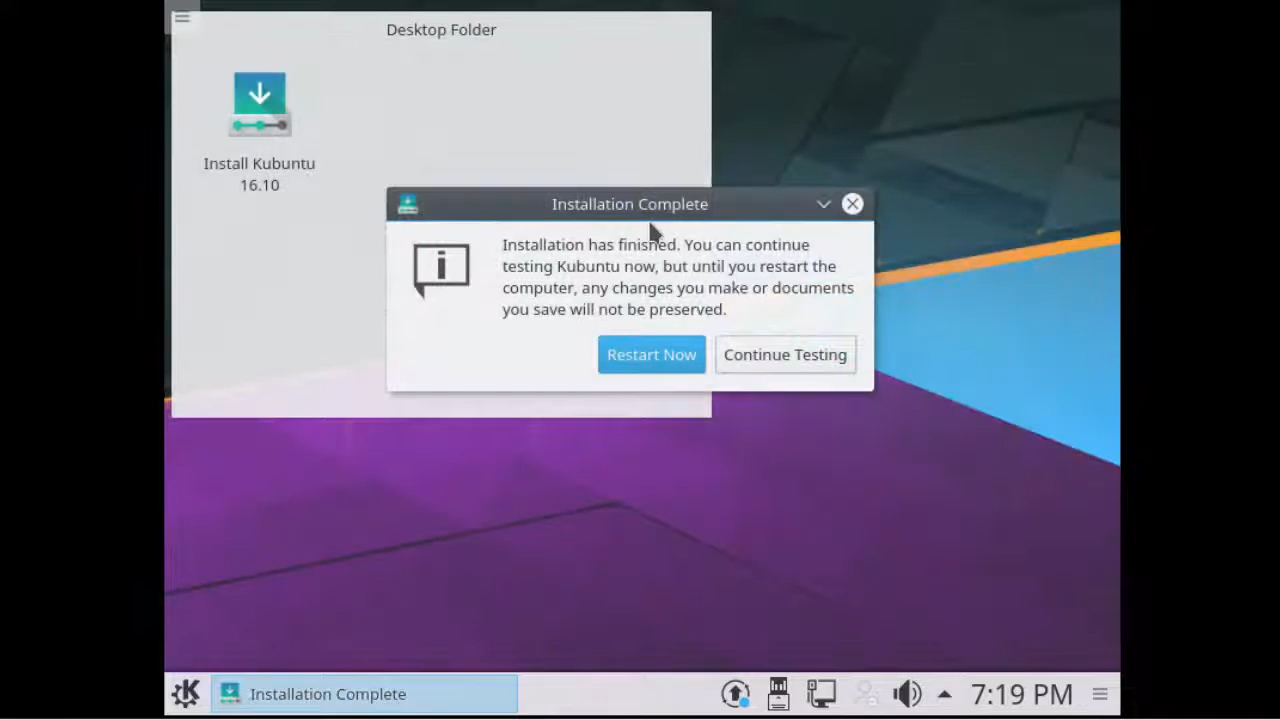 Desktop Folder
Install Kubuntu
16.10
Installation Complete
Installation has finished. You can continue
testing Kubuntu now, but until you restart the
computer, any changes you make or documents
you save will not be preserved.
Restart Now
Continue Testing
Installation Complete
7:19 PM